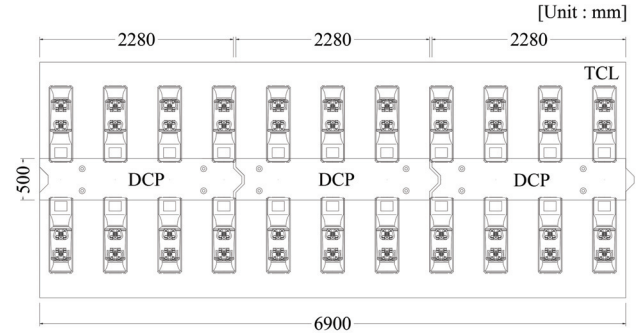 [Unit : mm]
2280 2280 2280
TCL
500
DCP DCP DCP
6900